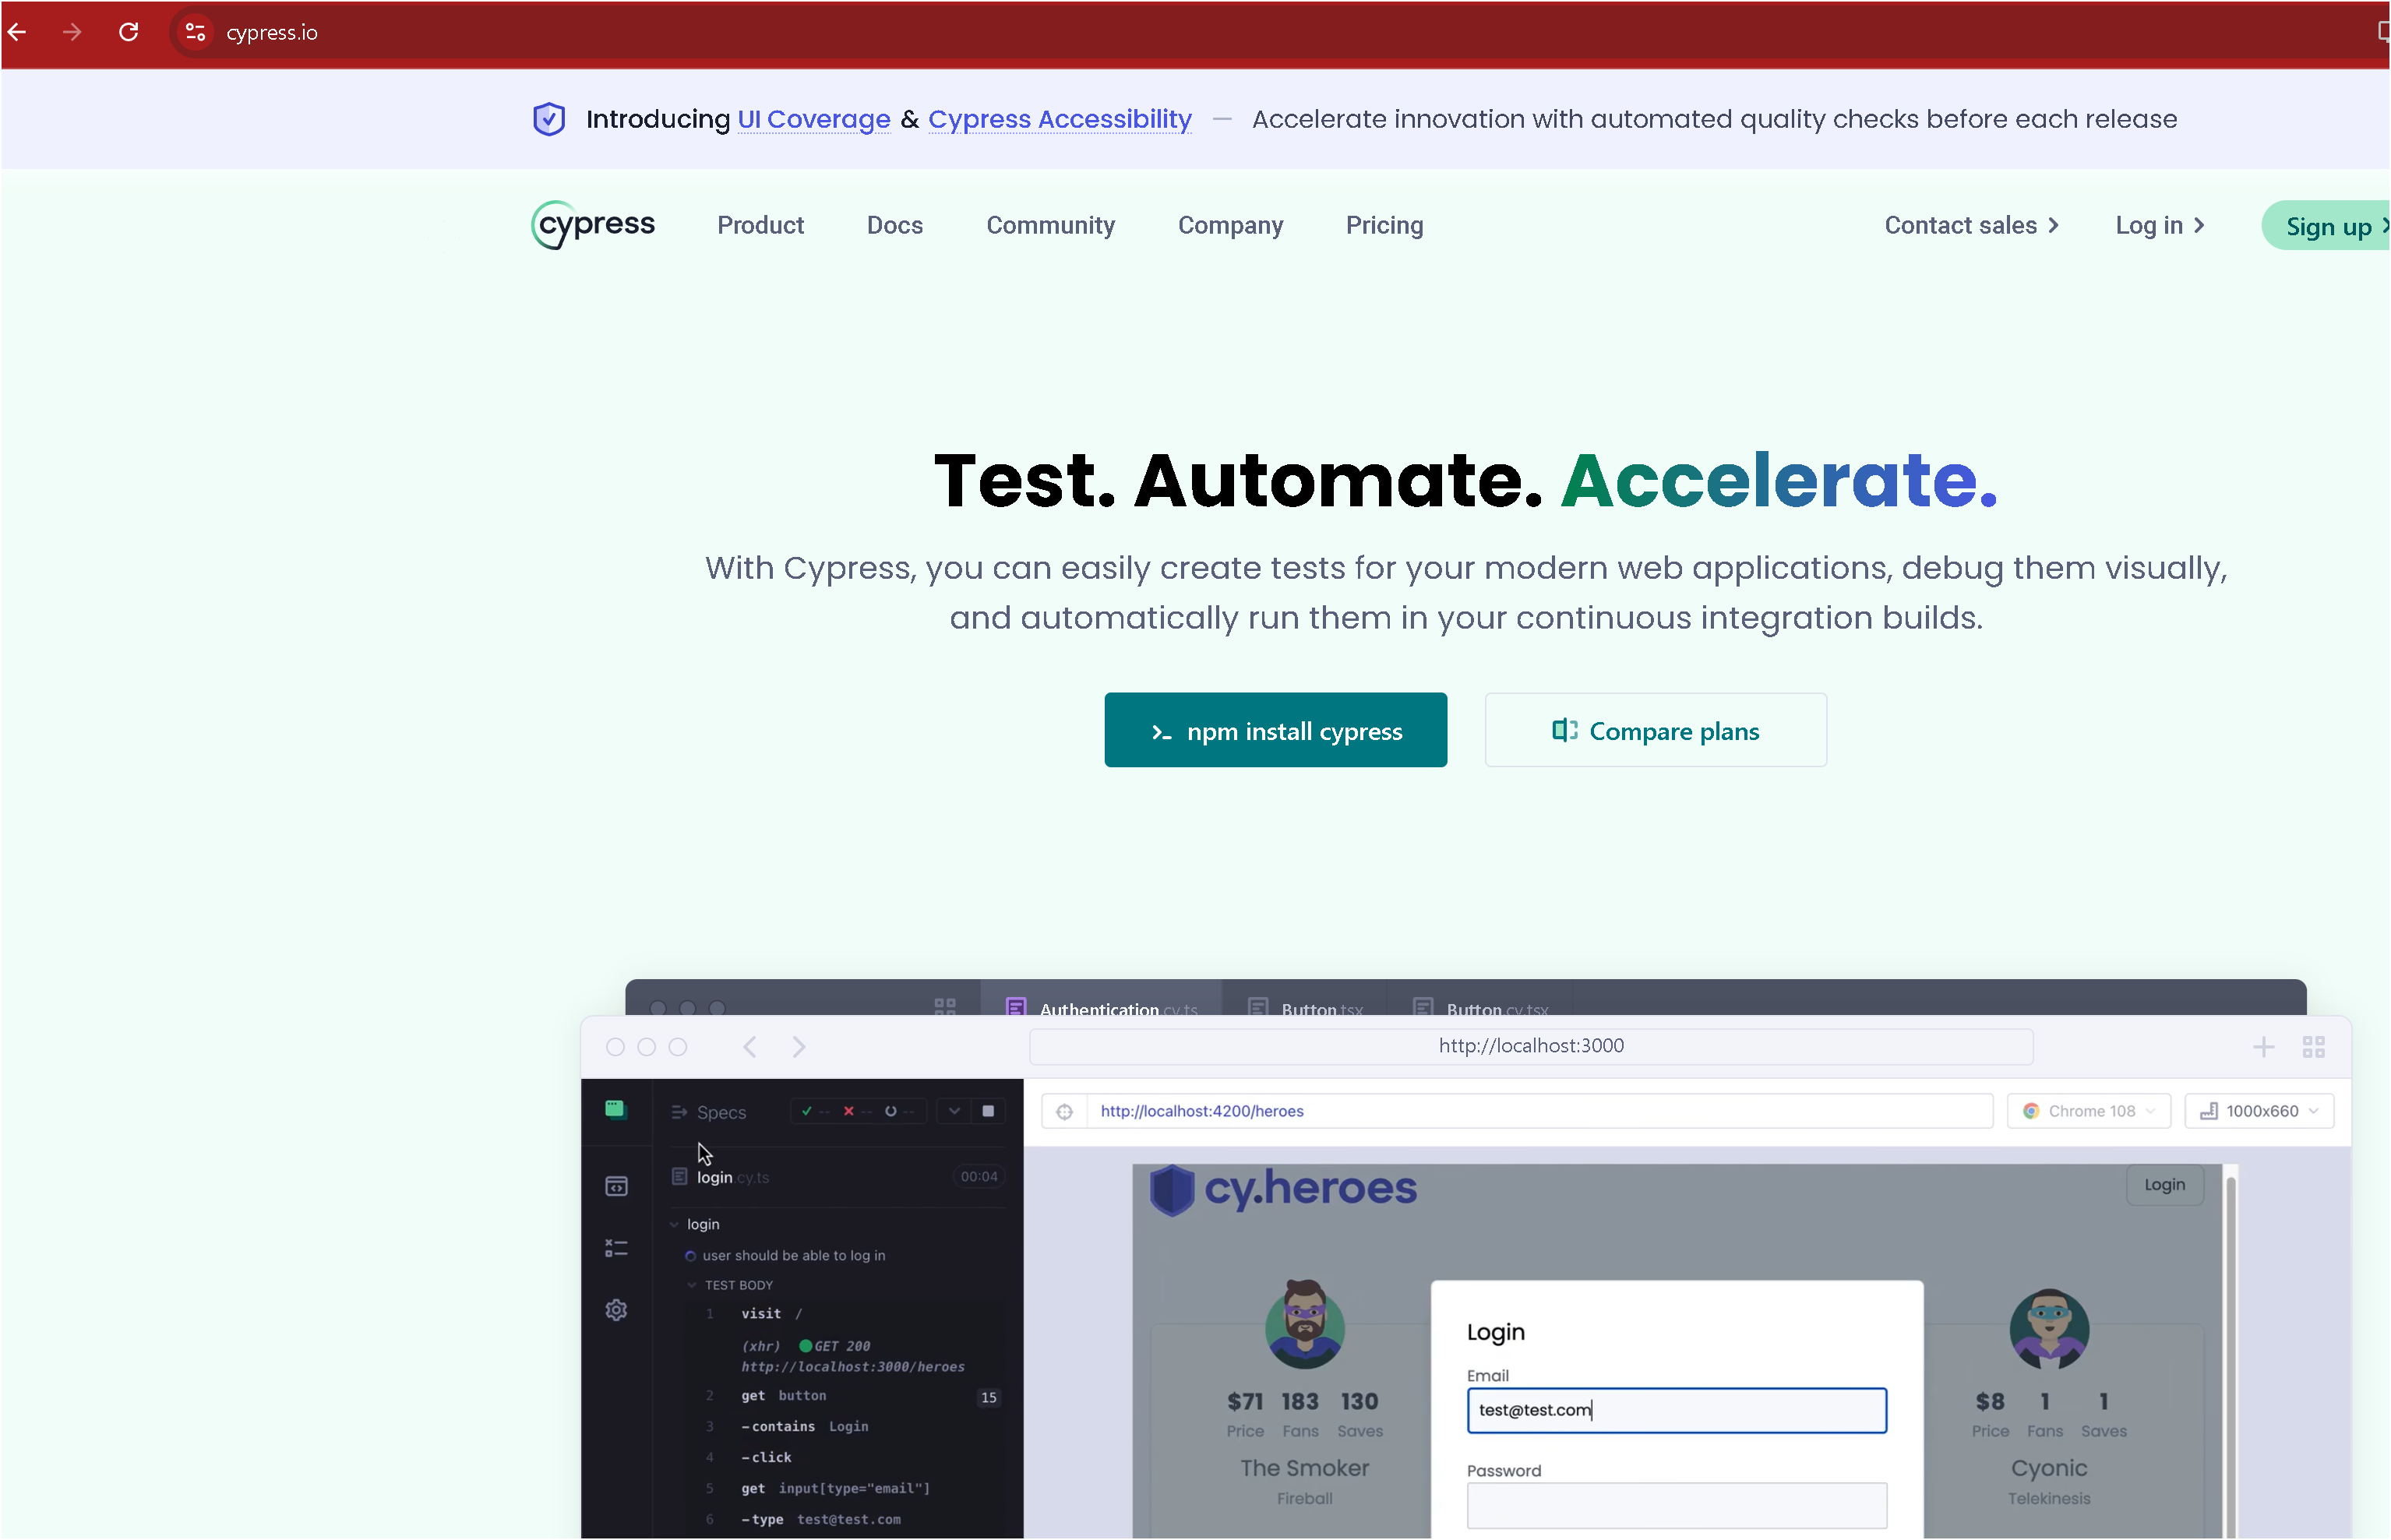 cypress.io
Introducing UI Coverage & Cypress Accessibility — Accelerate innovation with automated quality checks before each release
cypress Product Docs Community Company Pricing Contact sales Log in Sign up
Test. Automate. Accelerate.
With Cypress, you can easily create tests for your modern web applications, debug them visually,
and automatically run them in your continuous integration builds.
>_ npm install cypress Compare plans
Authentication.cy.ts Button.tsx Button.cy.tsx
http://localhost:3000
Specs -- -- --
http://localhost:4200/heroes Chrome 108 1000x660
login.cy.ts 00:04
login
user should be able to log in
TEST BODY
1 visit /
(xhr) GET 200
http://localhost:3000/heroes
2 get button 15
3 -contains Login
4 -click
5 get input[type="email"]
6 -type test@test.com
cy.heroes Login
Login
Email
test@test.com
Password
$71 183 130
Price Fans Saves
The Smoker
Fireball
$8 1 1
Price Fans Saves
Cyonic
Telekinesis